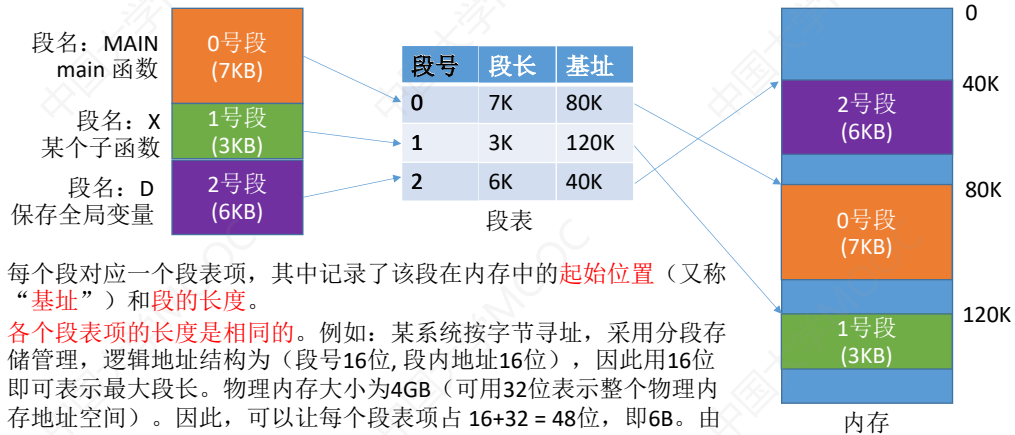 段名：MAIN
main 函数
段名：X
某个子函数
段名：D
保存全局变量
0号段
(7KB)
1号段
(3KB)
2号段
(6KB)
段号 段长 基址
0 7K 80K
1 3K 120K
2 6K 40K
段表
0
40K
2号段
(6KB)
80K
0号段
(7KB)
120K
1号段
(3KB)
内存
每个段对应一个段表项，其中记录了该段在内存中的起始位置（又称
“基址”）和段的长度。
各个段表项的长度是相同的。例如：某系统按字节寻址，采用分段存
储管理，逻辑地址结构为（段号16位, 段内地址16位），因此用16位
即可表示最大段长。物理内存大小为4GB（可用32位表示整个物理内
存地址空间）。因此，可以让每个段表项占 16+32 = 48位，即6B。由